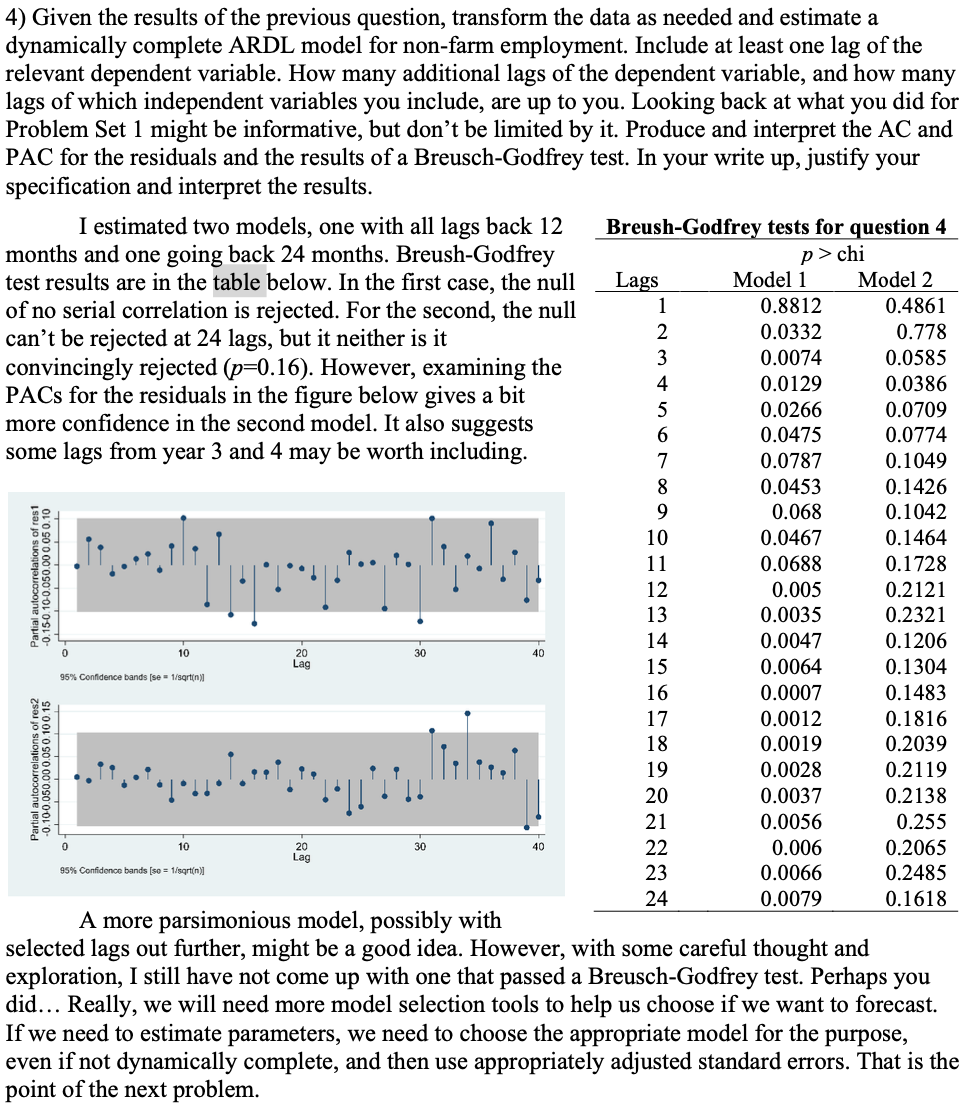 4) Given the results of the previous question, transform the data as needed and estimate a
dynamically complete ARDL model for non-farm employment. Include at least one lag of the
relevant dependent variable. How many additional lags of the dependent variable, and how many
lags of which independent variables you include, are up to you. Looking back at what you did for
Problem Set 1 might be informative, but don't be limited by it. Produce and interpret the AC and
PAC for the residuals and the results of a Breusch-Godfrey test. In your write up, justify your
specification and interpret the results.
I estimated two models, one with all lags back 12
months and one going back 24 months. Breush-Godfrey
test results are in the table below. In the first case, the null
of no serial correlation is rejected. For the second, the null
can't be rejected at 24 lags, but it neither is it
convincingly rejected (p=0.16). However, examining the
PACs for the residuals in the figure below gives a bit
more confidence in the second model. It also suggests
some lags from year 3 and 4 may be worth including.
Breush-Godfrey tests for question 4
p > chi
Lags Model 1 Model 2
1 0.8812 0.4861
2 0.0332 0.778
3 0.0074 0.0585
4 0.0129 0.0386
5 0.0266 0.0709
6 0.0475 0.0774
7 0.0787 0.1049
8 0.0453 0.1426
9 0.068 0.1042
10 0.0467 0.1464
11 0.0688 0.1728
12 0.005 0.2121
13 0.0035 0.2321
14 0.0047 0.1206
15 0.0064 0.1304
16 0.0007 0.1483
17 0.0012 0.1816
18 0.0019 0.2039
19 0.0028 0.2119
20 0.0037 0.2138
21 0.0056 0.255
22 0.006 0.2065
23 0.0066 0.2485
24 0.0079 0.1618
Partial autocorrelations of res1
-0.15-0.10-0.050.00 0.05 0.10
0 10 20 30 40
Lag
95% Confidence bands [se = 1/sqrt(n)]
Partial autocorrelations of res2
-0.10-0.050.00 0.05 0.10 0.15
0 10 20 30 40
Lag
95% Confidence bands [se = 1/sqrt(n)]
A more parsimonious model, possibly with
selected lags out further, might be a good idea. However, with some careful thought and
exploration, I still have not come up with one that passed a Breusch-Godfrey test. Perhaps you
did… Really, we will need more model selection tools to help us choose if we want to forecast.
If we need to estimate parameters, we need to choose the appropriate model for the purpose,
even if not dynamically complete, and then use appropriately adjusted standard errors. That is the
point of the next problem.